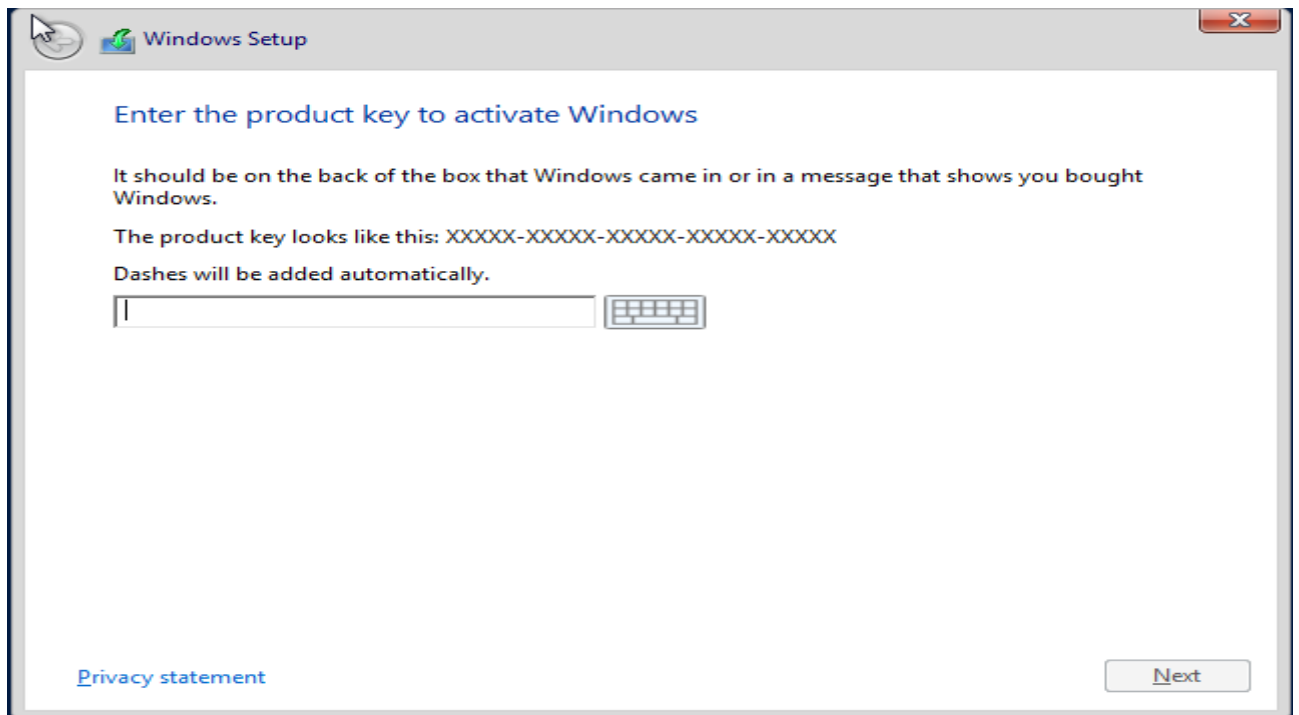 Windows Setup
Enter the product key to activate Windows
It should be on the back of the box that Windows came in or in a message that shows you bought
Windows.
The product key looks like this: XXXXX-XXXXX-XXXXX-XXXXX-XXXXX
Dashes will be added automatically.
Privacy statement
Next